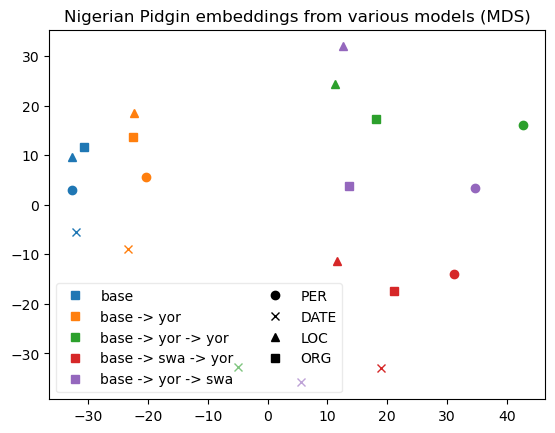 Nigerian Pidgin embeddings from various models (MDS)
30
20
10
0
−10
−20
−30
base
base -> yor
base -> yor -> yor
base -> swa -> yor
base -> yor -> swa
PER
DATE
LOC
ORG
−30 −20 −10 0 10 20 30 40